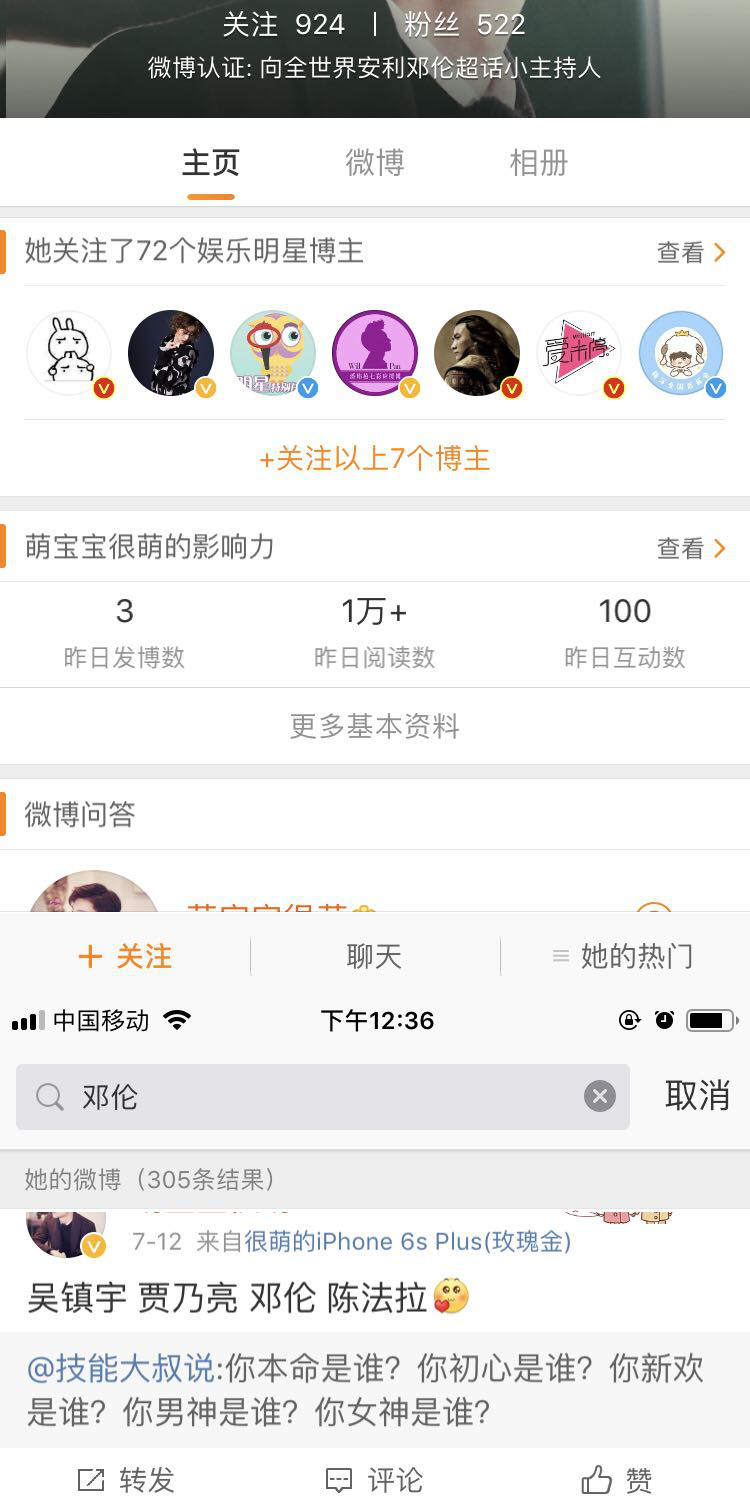 关注 924 | 粉丝 522
微博认证: 向全世界安利邓伦超话小主持人
主页 微博 相册
她关注了72个娱乐明星博主 查看
Will Pan
+关注以上7个博主
萌宝宝很萌的影响力 查看
3 1万+ 100
昨日发博数 昨日阅读数 昨日互动数
更多基本资料
微博问答
+ 关注 聊天 她的热门
中国移动 下午12:36
邓伦 取消
她的微博（305条结果）
7-12 来自很萌的iPhone 6s Plus(玫瑰金)
吴镇宇 贾乃亮 邓伦 陈法拉
@技能大叔说:你本命是谁？你初心是谁？你新欢
是谁？你男神是谁？你女神是谁？
转发 评论 赞